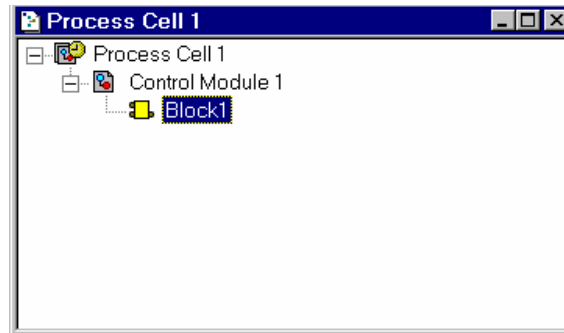 Process Cell 1
Process Cell 1
Control Module 1
Block1